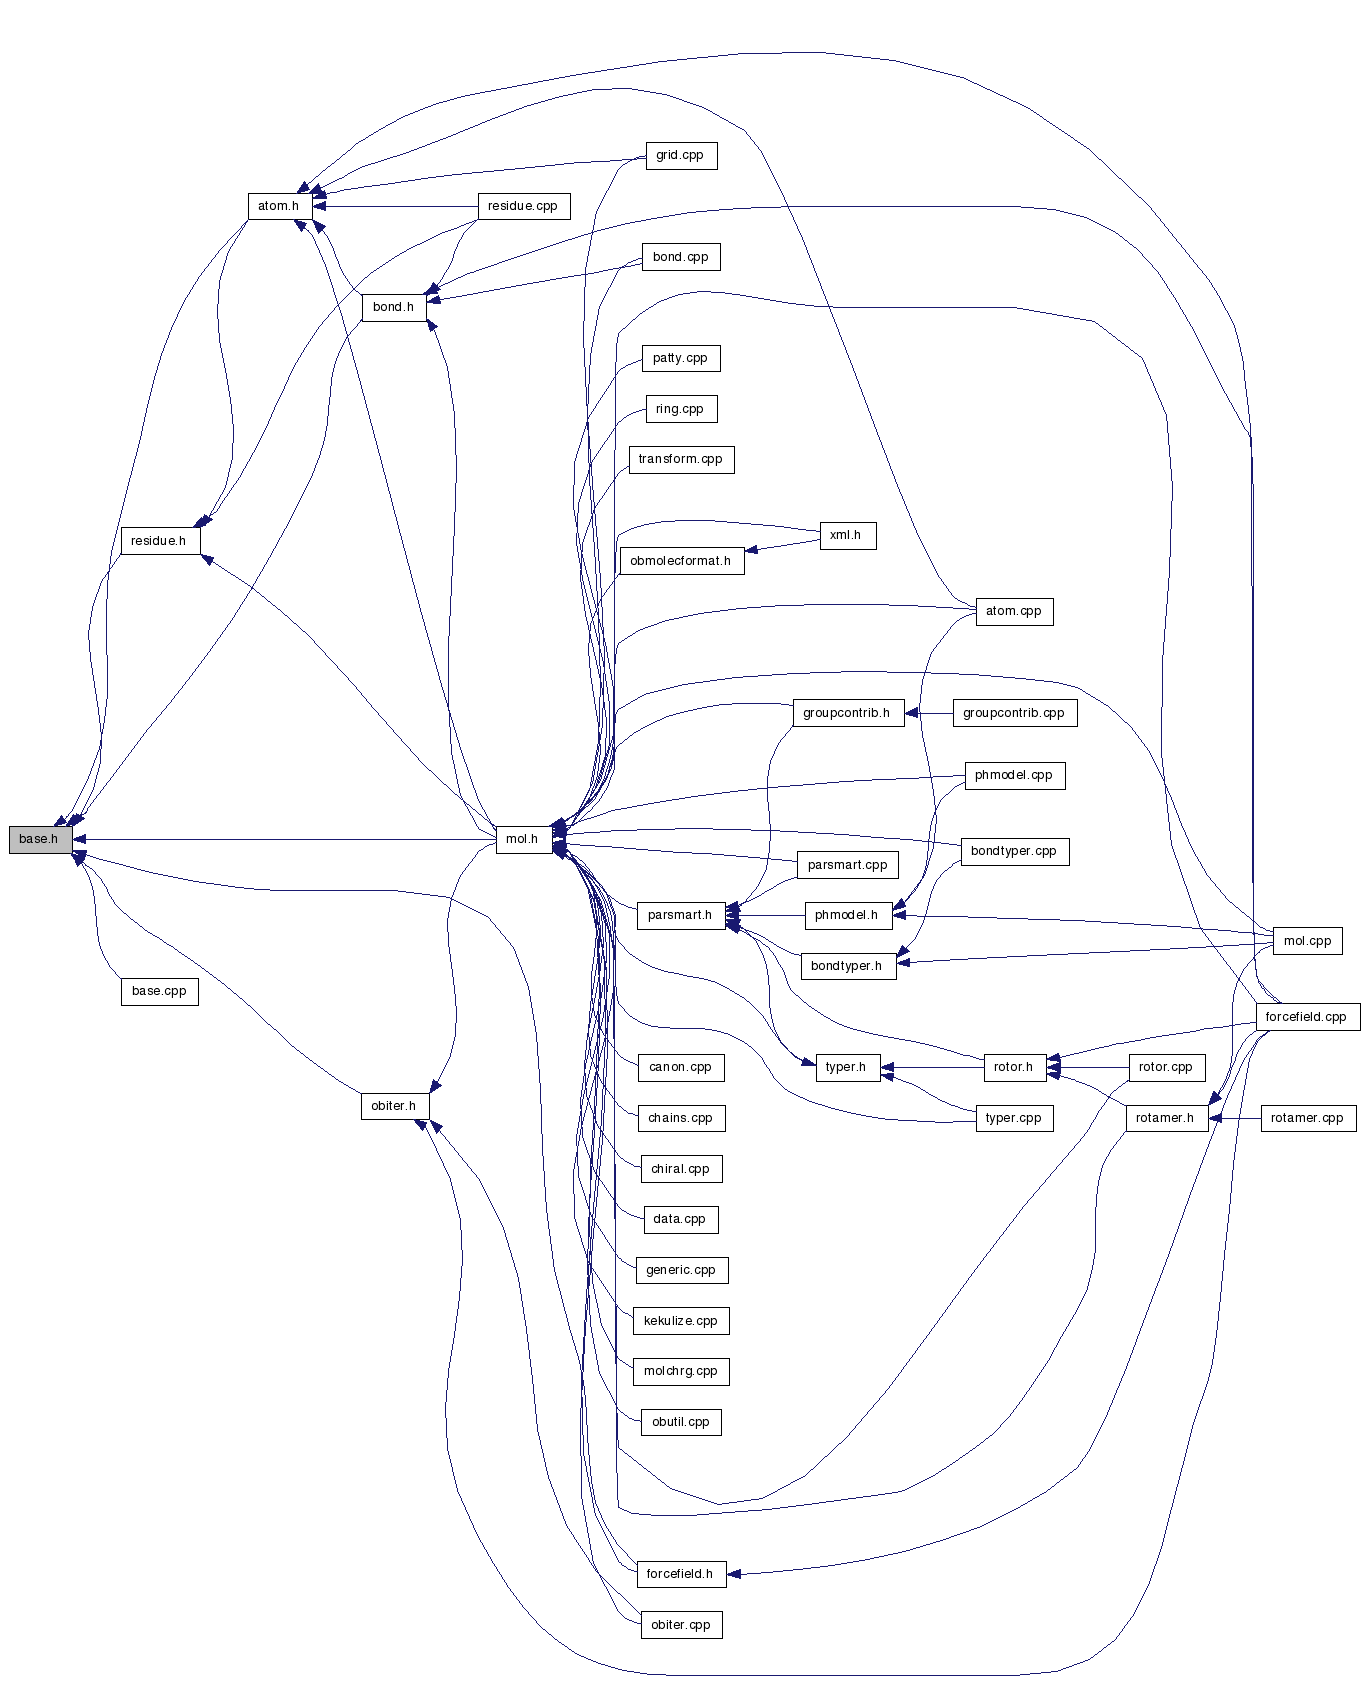 grid.cpp
atom.h
residue.cpp
bond.cpp
bond.h
patty.cpp
ring.cpp
transform.cpp
xml.h
residue.h
obmolecformat.h
atom.cpp
groupcontrib.h
groupcontrib.cpp
phmodel.cpp
base.h
mol.h
bondtyper.cpp
parsmart.cpp
parsmart.h
phmodel.h
mol.cpp
bondtyper.h
base.cpp
forcefield.cpp
canon.cpp
typer.h
rotor.h
rotor.cpp
obiter.h
chains.cpp
typer.cpp
rotamer.h
rotamer.cpp
chiral.cpp
data.cpp
generic.cpp
kekulize.cpp
molchrg.cpp
obutil.cpp
forcefield.h
obiter.cpp